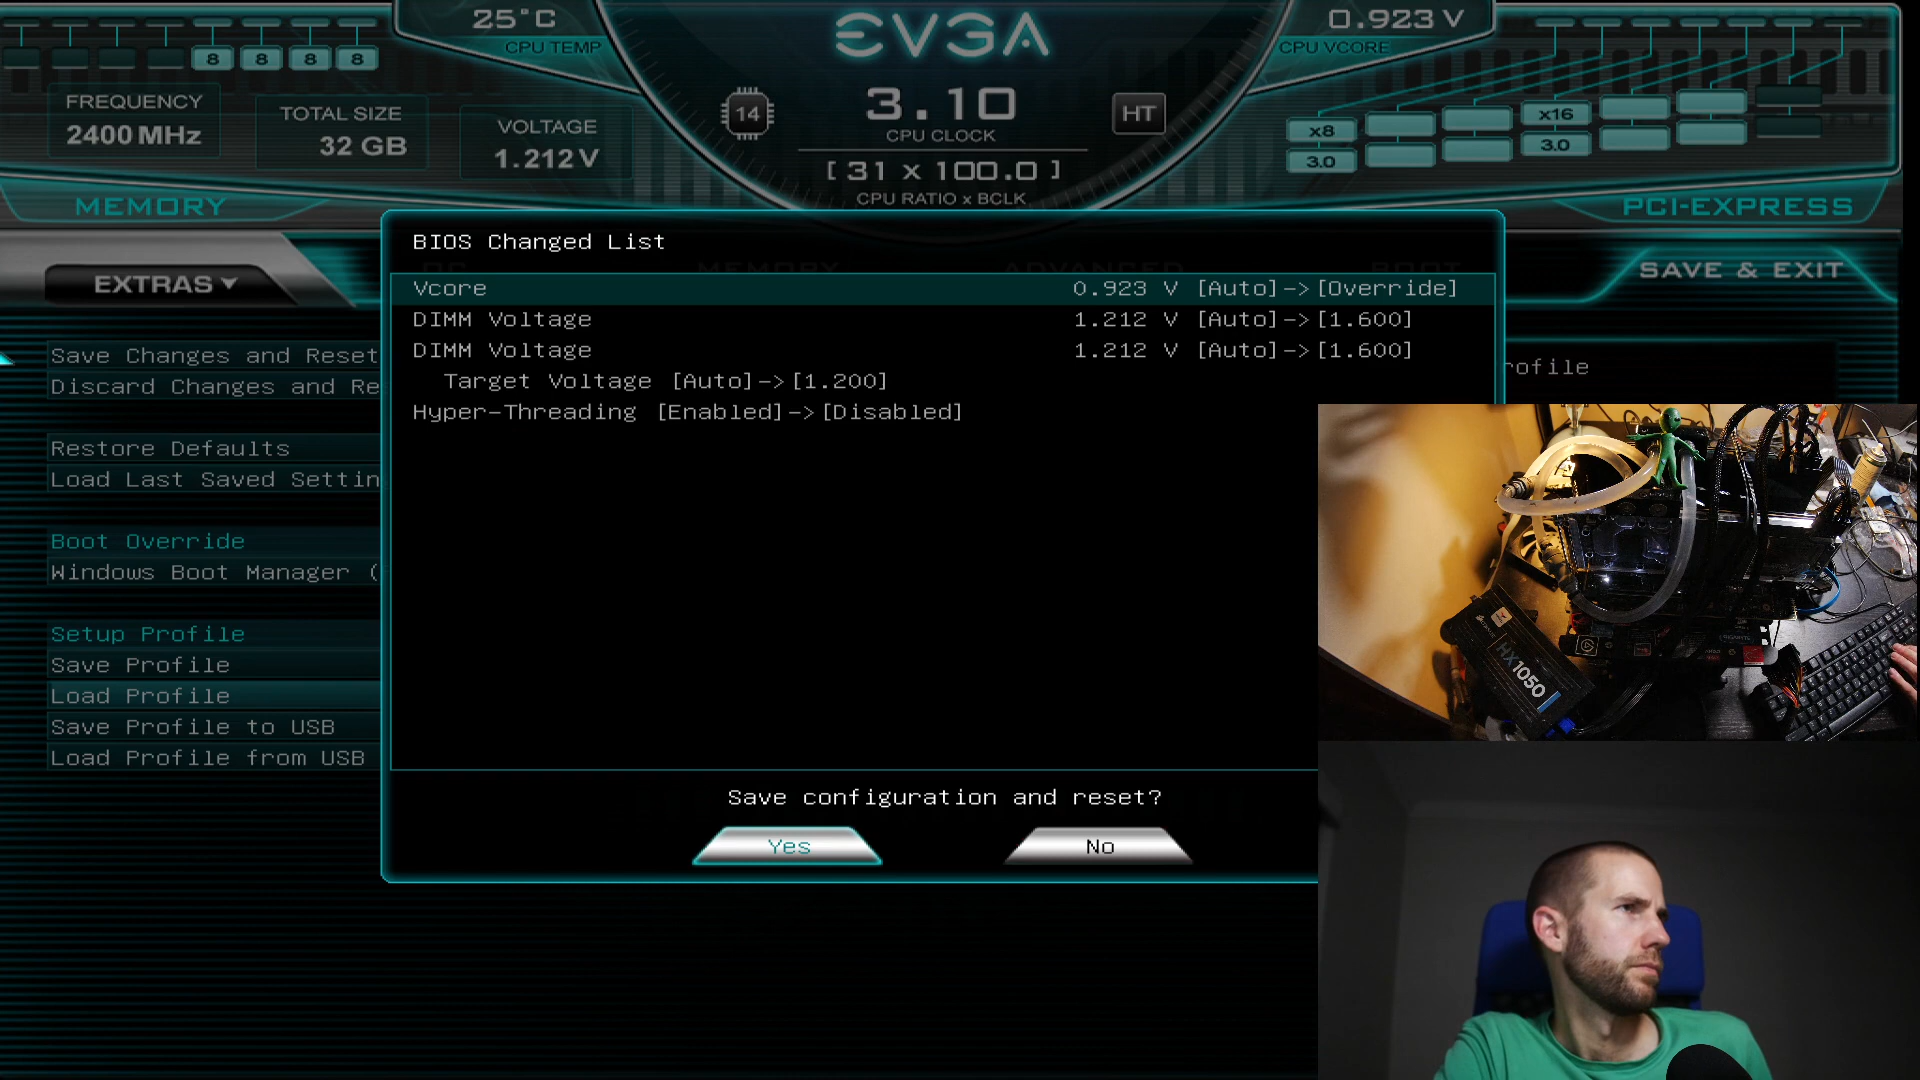 25°C
CPU TEMP
EVGA
0.923 V
CPU VCORE
8 8 8 8
FREQUENCY
2400 MHz
TOTAL SIZE
32 GB
VOLTAGE
1.212 V
14
3.10
CPU CLOCK
HT
[ 31 x 100.0 ]
CPU RATIO x BCLK
x8
3.0
x16
3.0
MEMORY
PCI-EXPRESS
EXTRAS
OC MEMORY ADVANCED BOOT
SAVE & EXIT
BIOS Changed List
Vcore 0.923 V [Auto]->[Override]
DIMM Voltage 1.212 V [Auto]->[1.600]
DIMM Voltage 1.212 V [Auto]->[1.600]
Target Voltage [Auto]->[1.200]
Hyper-Threading [Enabled]->[Disabled]
Save Changes and Reset
Discard Changes and Re
Restore Defaults
Load Last Saved Settin
Boot Override
Windows Boot Manager (
Setup Profile
Save Profile
Load Profile
Save Profile to USB
Load Profile from USB
rofile
HX1050
Save configuration and reset?
Yes
No